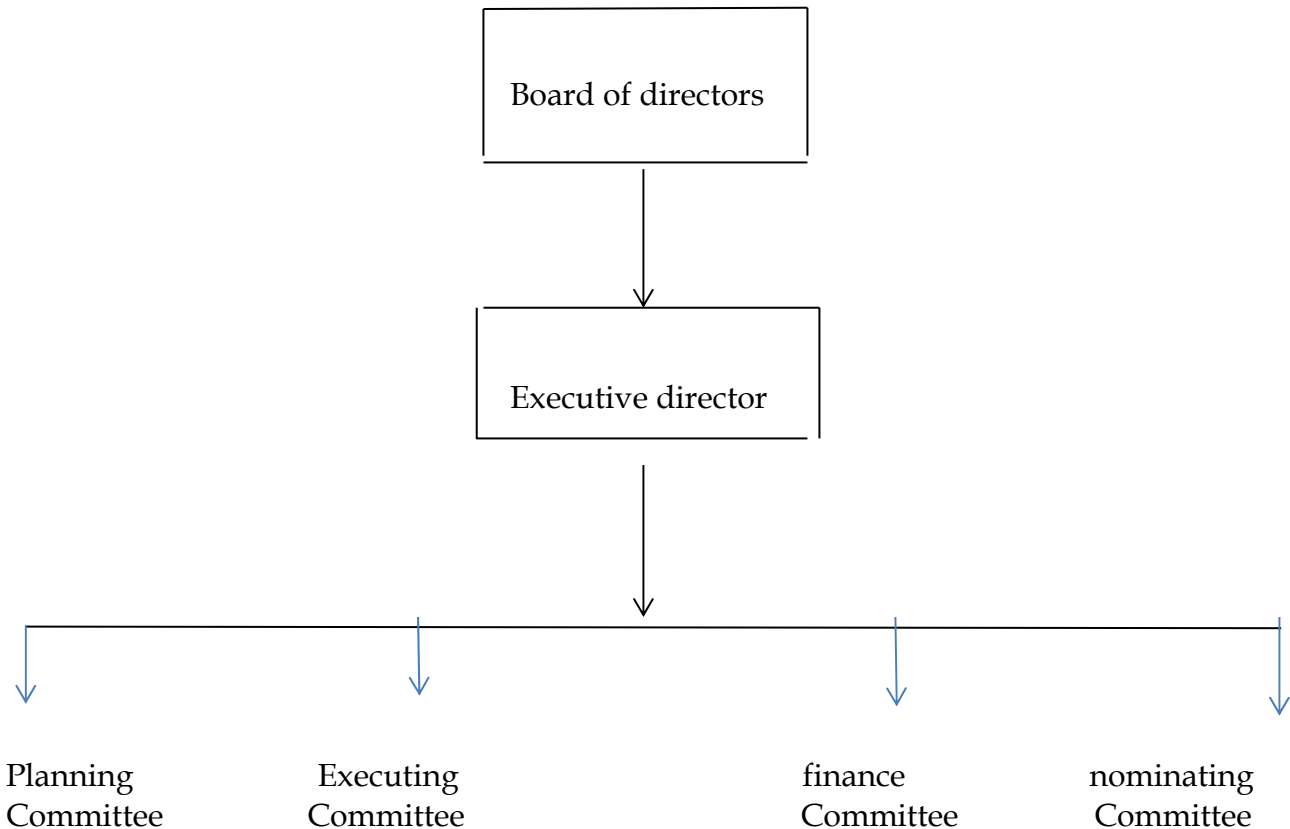 Board of directors
Executive director
Planning
Committee
Executing
Committee
finance
Committee
nominating
Committee